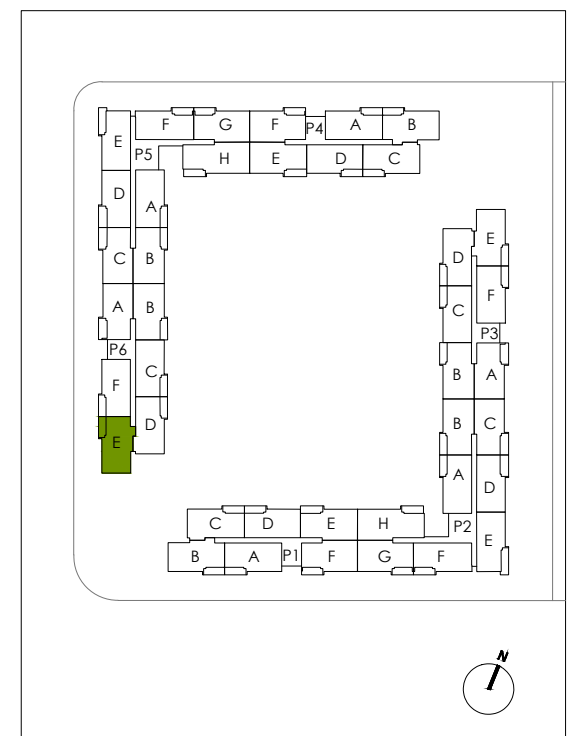 F G F P4 A B
E P5 H E D C
D A
C B
A B
P6
F C
E D
E
D F
C P3
B A
B C
A D
P2 E
C D E H
B A P1 F G F
N